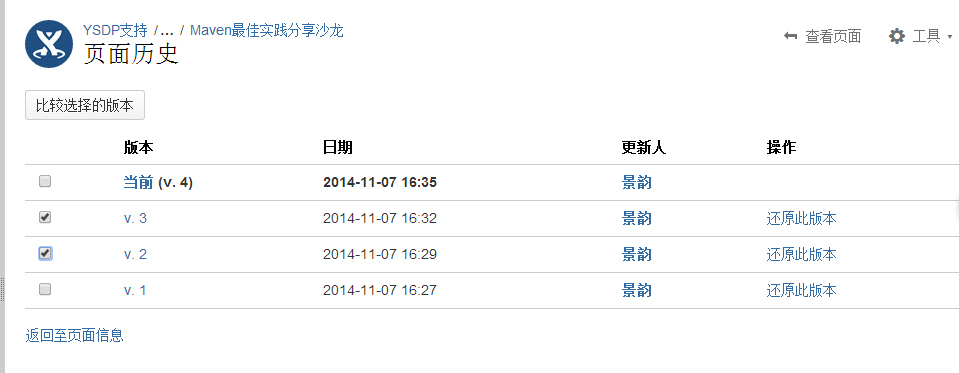 YSDP支持 /... / Maven最佳实践分享沙龙
页面历史
查看页面 工具
比较选择的版本
版本 日期 更新人 操作
当前 (v. 4) 2014-11-07 16:35 景韵
v. 3 2014-11-07 16:32 景韵 还原此版本
v. 2 2014-11-07 16:29 景韵 还原此版本
v. 1 2014-11-07 16:27 景韵 还原此版本
返回至页面信息